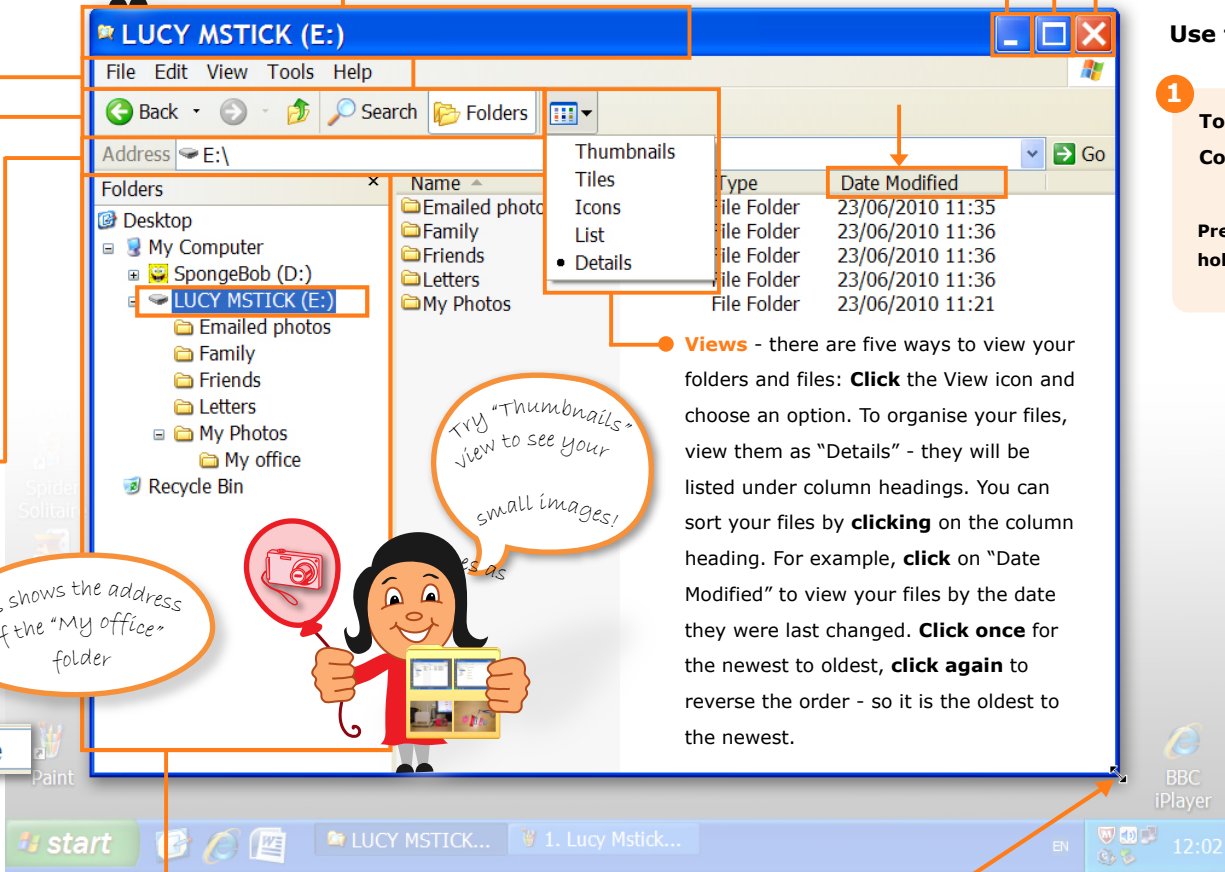 LUCY MSTICK (E:)
File Edit View Tools Help
Back Search Folders
Address E:\ Go
Thumbnails
Tiles
Icons
List
Details
Folders ×
Desktop
My Computer
SpongeBob (D:)
LUCY MSTICK (E:)
Emailed photos
Family
Friends
Letters
My Photos
My office
Recycle Bin
Name Type Date Modified
Emailed photo ile Folder 23/06/2010 11:35
Family ile Folder 23/06/2010 11:36
Friends ile Folder 23/06/2010 11:36
Letters File Folder 23/06/2010 11:36
My Photos File Folder 23/06/2010 11:21
Views - there are five ways to view your
folders and files: Click the View icon and
choose an option. To organise your files,
view them as “Details” - they will be
listed under column headings. You can
sort your files by clicking on the column
heading. For example, click on “Date
Modified” to view your files by the date
they were last changed. Click once for
the newest to oldest, click again to
reverse the order - so it is the oldest to
the newest.
Try "Thumbnails"
view to see your
small images!
es as
shows the address
f the "My office"
folder
Use
1
To
Co
Pre
hol
Spider
Solitair
Paint
BBC
iPlayer
start LUCY MSTICK... 1. Lucy Mstick... EN 12:02